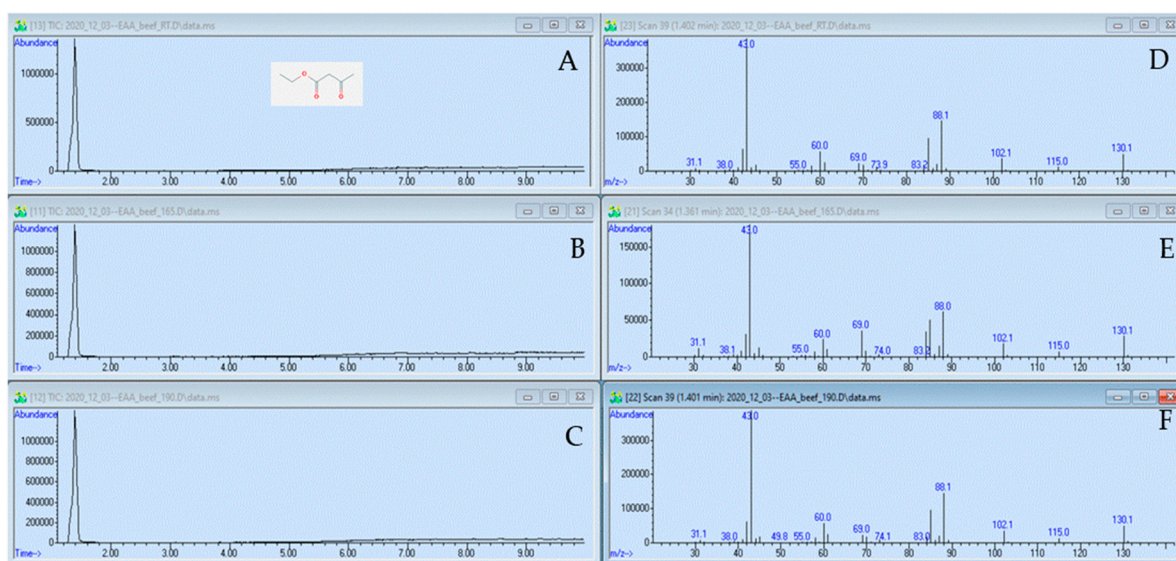 [13] TIC: 2020_12_03--EAA_beef_RT.D\data.ms
Abundance
A
1000000
500000
0
O
O O
Time--> 2.00 3.00 4.00 5.00 6.00 7.00 8.00 9.00
[23] Scan 39 (1.402 min): 2020_12_03--EAA_beef_RT.D\data.ms
Abundance
D
43.0
300000
200000
100000
0
31.1 38.0 55.0 60.0 69.0 73.9 83.2 88.1 102.1 115.0 130.1
m/z--> 30 40 50 60 70 80 90 100 110 120 130
[11] TIC: 2020_12_03--EAA_beef_165.D\data.ms
Abundance
B
1000000
800000
600000
400000
200000
0
Time--> 2.00 3.00 4.00 5.00 6.00 7.00 8.00 9.00
[21] Scan 34 (1.361 min): 2020_12_03--EAA_beef_165.D\data.ms
Abundance
E
43.0
150000
100000
50000
0
31.1 38.1 55.0 60.0 69.0 74.0 83.2 88.0 102.1 115.0 130.1
m/z--> 30 40 50 60 70 80 90 100 110 120 130
[12] TIC: 2020_12_03--EAA_beef_190.D\data.ms
Abundance
C
1000000
800000
600000
400000
200000
0
Time--> 2.00 3.00 4.00 5.00 6.00 7.00 8.00 9.00
[22] Scan 39 (1.401 min): 2020_12_03--EAA_beef_190.D\data.ms
Abundance
F
43.0
300000
200000
100000
0
31.1 38.0 49.8 55.0 60.0 69.0 74.1 83.0 88.1 102.1 115.0 130.1
m/z--> 30 40 50 60 70 80 90 100 110 120 130